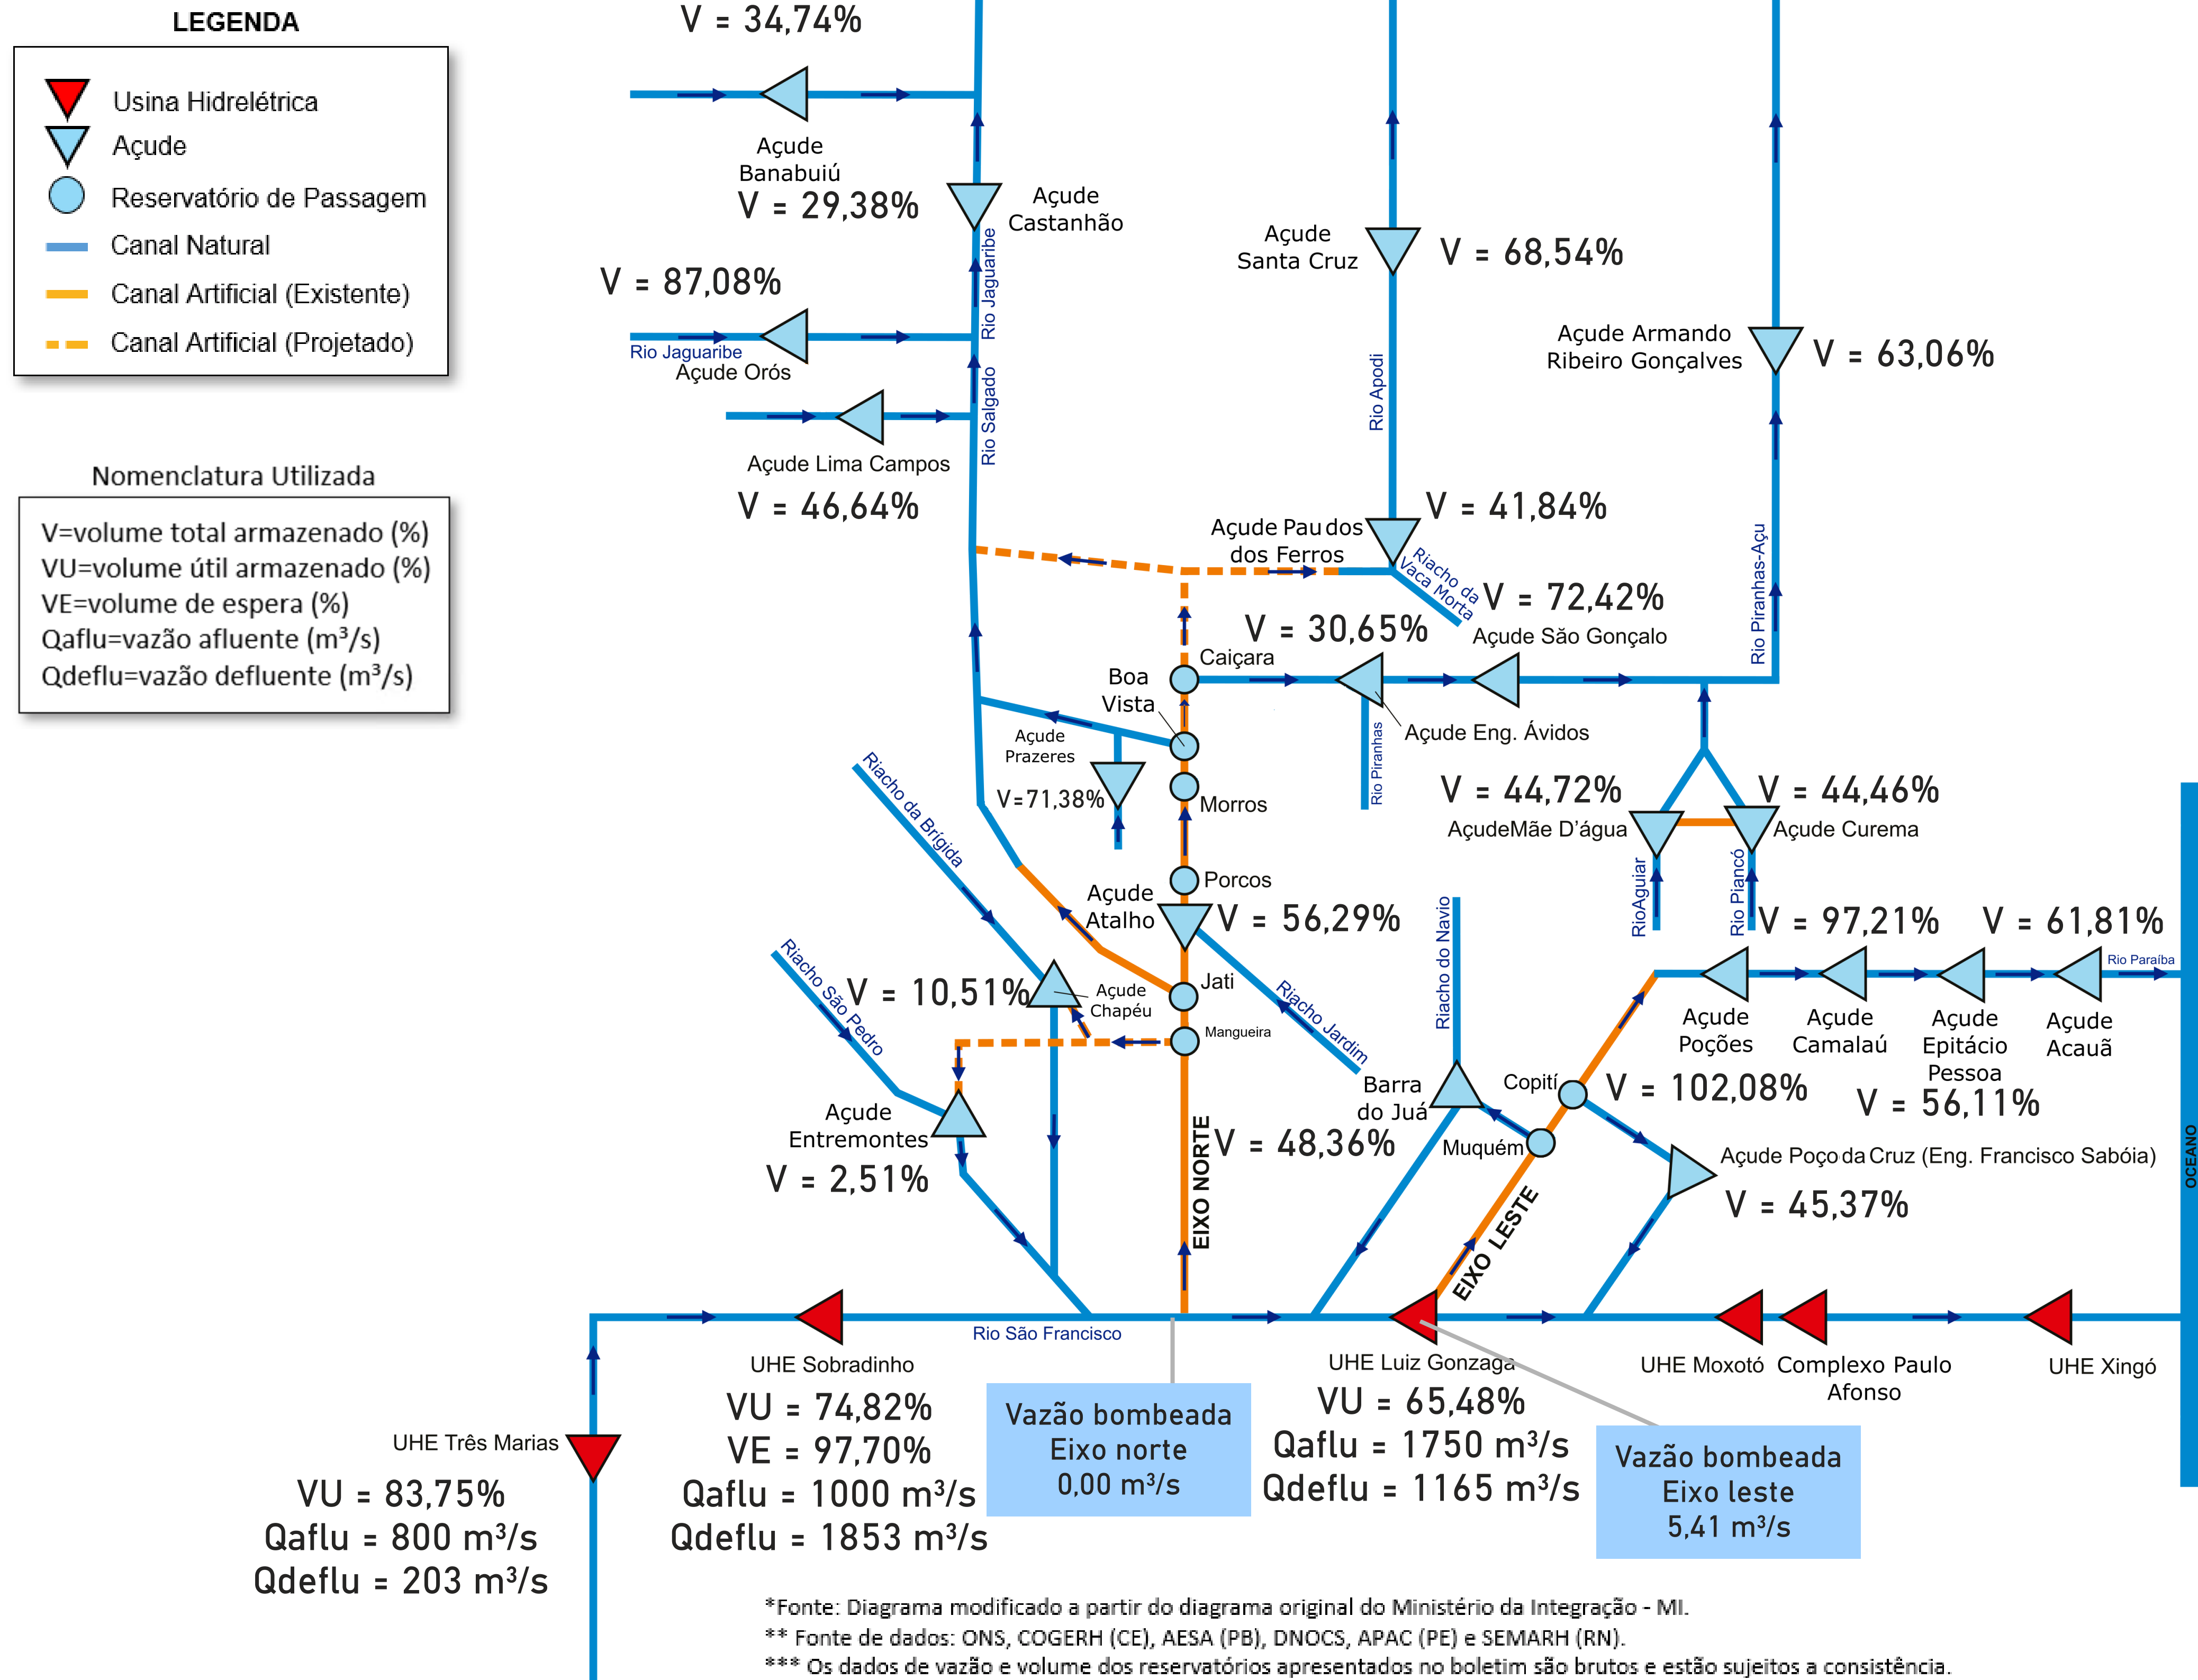 LEGENDA
Usina Hidrelétrica
Açude
Reservatório de Passagem
Canal Natural
Canal Artificial (Existente)
Canal Artificial (Projetado)
Nomenclatura Utilizada
V=volume total armazenado (%)
VU=volume útil armazenado (%)
VE=volume de espera (%)
Qaflu=vazão afluente (m³/s)
Qdeflu=vazão defluente (m³/s)
V = 34,74%
Açude
Banabuiú
V = 29,38%
Açude
Castanhão
Rio Jaguaribe
V = 87,08%
Rio Jaguaribe
Açude Orós
Rio Salgado
Açude Lima Campos
V = 46,64%
Açude
Santa Cruz
V = 68,54%
Rio Apodi
Açude Armando
Ribeiro Gonçalves
V = 63,06%
V = 41,84%
Açude Pau dos
dos Ferros
Riacho da
Vaca Morta
V = 72,42%
Açude São Gonçalo
V = 30,65%
Rio Piranhas-Açu
Caiçara
Boa
Vista
Açude Eng. Ávidos
Rio Piranhas
Açude
Prazeres
V=71,38%
Morros
Riacho da Brígida
V = 44,72%
AçudeMãe D'água
V = 44,46%
Açude Curema
RioAguiar
Rio Piancó
Porcos
Açude
Atalho
V = 56,29%
Riacho do Navio
V = 97,21%
V = 61,81%
Rio Paraíba
Riacho São Pedro
V = 10,51%
Açude
Chapéu
Jati
Mangueira
Riacho Jardim
Açude
Poções
Açude
Camalaú
Açude
Epitácio
Pessoa
Açude
Acauã
V = 102,08%
V = 56,11%
Açude
Entremontes
V = 2,51%
EIXO NORTE
Barra
do Juá
V = 48,36%
Copití
Muquém
Açude Poço da Cruz (Eng. Francisco Sabóia)
V = 45,37%
OCEANO
EIXO LESTE
Rio São Francisco
UHE Sobradinho
VU = 74,82%
VE = 97,70%
Qaflu = 1000 m³/s
Qdeflu = 1853 m³/s
UHE Três Marias
VU = 83,75%
Qaflu = 800 m³/s
Qdeflu = 203 m³/s
Vazão bombeada
Eixo norte
0,00 m³/s
UHE Luiz Gonzaga
VU = 65,48%
Qaflu = 1750 m³/s
Qdeflu = 1165 m³/s
Vazão bombeada
Eixo leste
5,41 m³/s
UHE Moxotó
Complexo Paulo
Afonso
UHE Xingó
*Fonte: Diagrama modificado a partir do diagrama original do Ministério da Integração - MI.
** Fonte de dados: ONS, COGERH (CE), AESA (PB), DNOCS, APAC (PE) e SEMARH (RN).
*** Os dados de vazão e volume dos reservatórios apresentados no boletim são brutos e estão sujeitos a consistência.